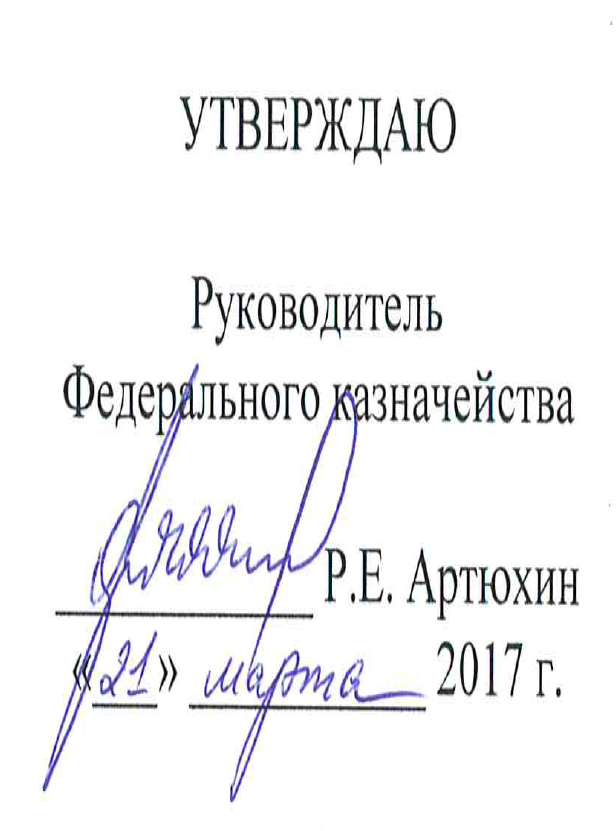 УТВЕРЖДАЮ
Руководитель
Федерального казначейства
Р.Е. Артюхин
«21» марта 2017 г.